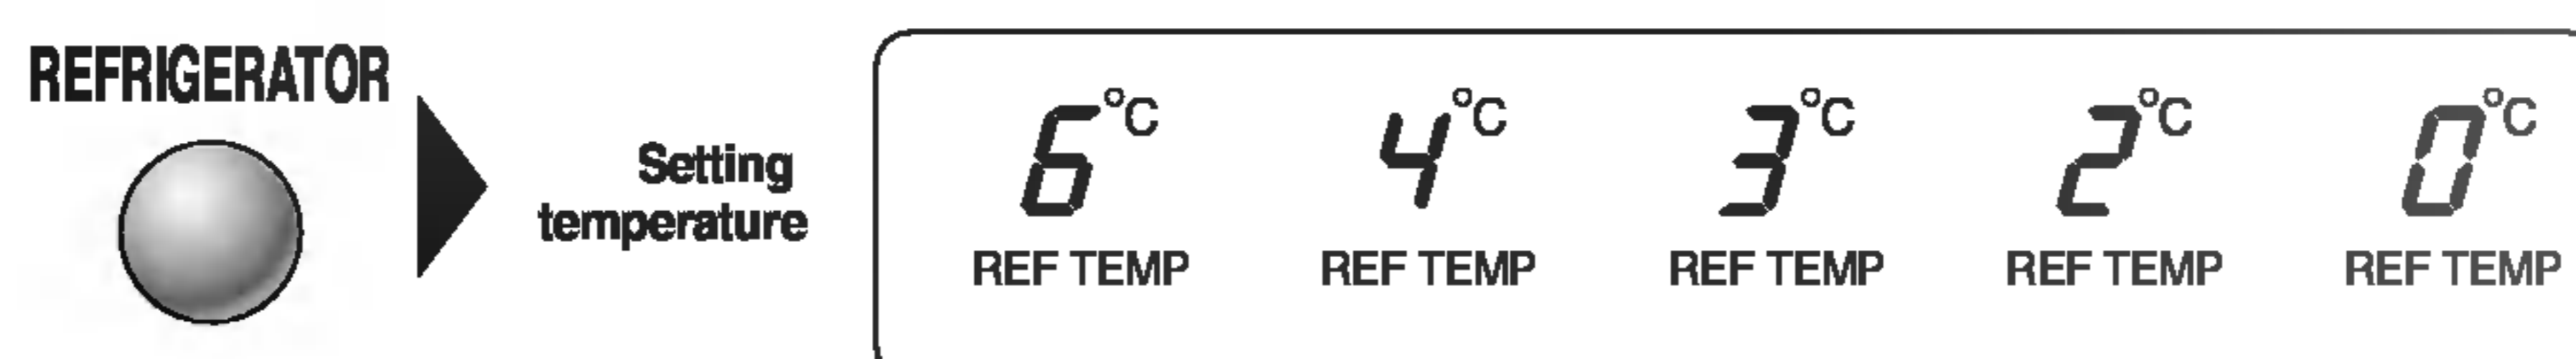 REFRIGERATOR
Setting
temperature
6°C 4°C 3°C 2°C 0°C
REF TEMP REF TEMP REF TEMP REF TEMP REF TEMP